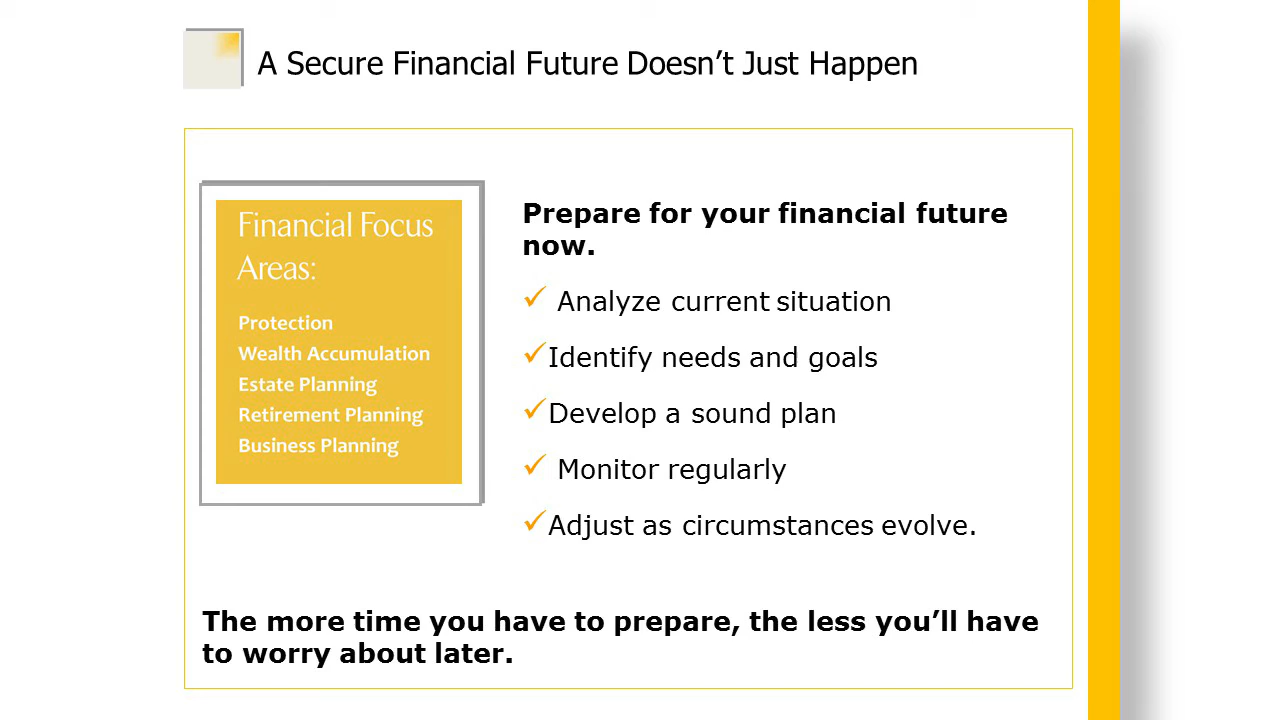 A Secure Financial Future Doesn’t Just Happen
Financial Focus
Areas:
Protection
Wealth Accumulation
Estate Planning
Retirement Planning
Business Planning
Prepare for your financial future
now.
Analyze current situation
Identify needs and goals
Develop a sound plan
Monitor regularly
Adjust as circumstances evolve.
The more time you have to prepare, the less you’ll have
to worry about later.